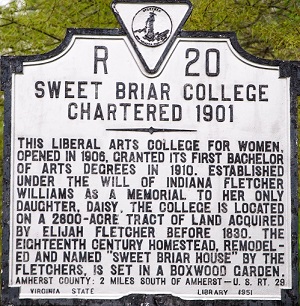 R 20
SWEET BRIAR COLLEGE
CHARTERED 1901
THIS LIBERAL ARTS COLLEGE FOR WOMEN,
OPENED IN 1906, GRANTED ITS FIRST BACHELOR
OF ARTS DEGREES IN 1910. ESTABLISHED
UNDER THE WILL OF INDIANA FLETCHER
WILLIAMS AS A MEMORIAL TO HER ONLY
DAUGHTER, DAISY, THE COLLEGE IS LOCATED
ON A 2800-ACRE TRACT OF LAND ACQUIRED
BY ELIJAH FLETCHER BEFORE 1830. THE
EIGHTEENTH CENTURY HOMESTEAD, REMODEL-
ED AND NAMED "SWEET BRIAR HOUSE" BY THE
FLETCHERS, IS SET IN A BOXWOOD GARDEN.
AMHERST COUNTY: 2 MILES SOUTH OF AMHERST-U.S. RT. 29
VIRGINIA STATE LIBRARY 1951